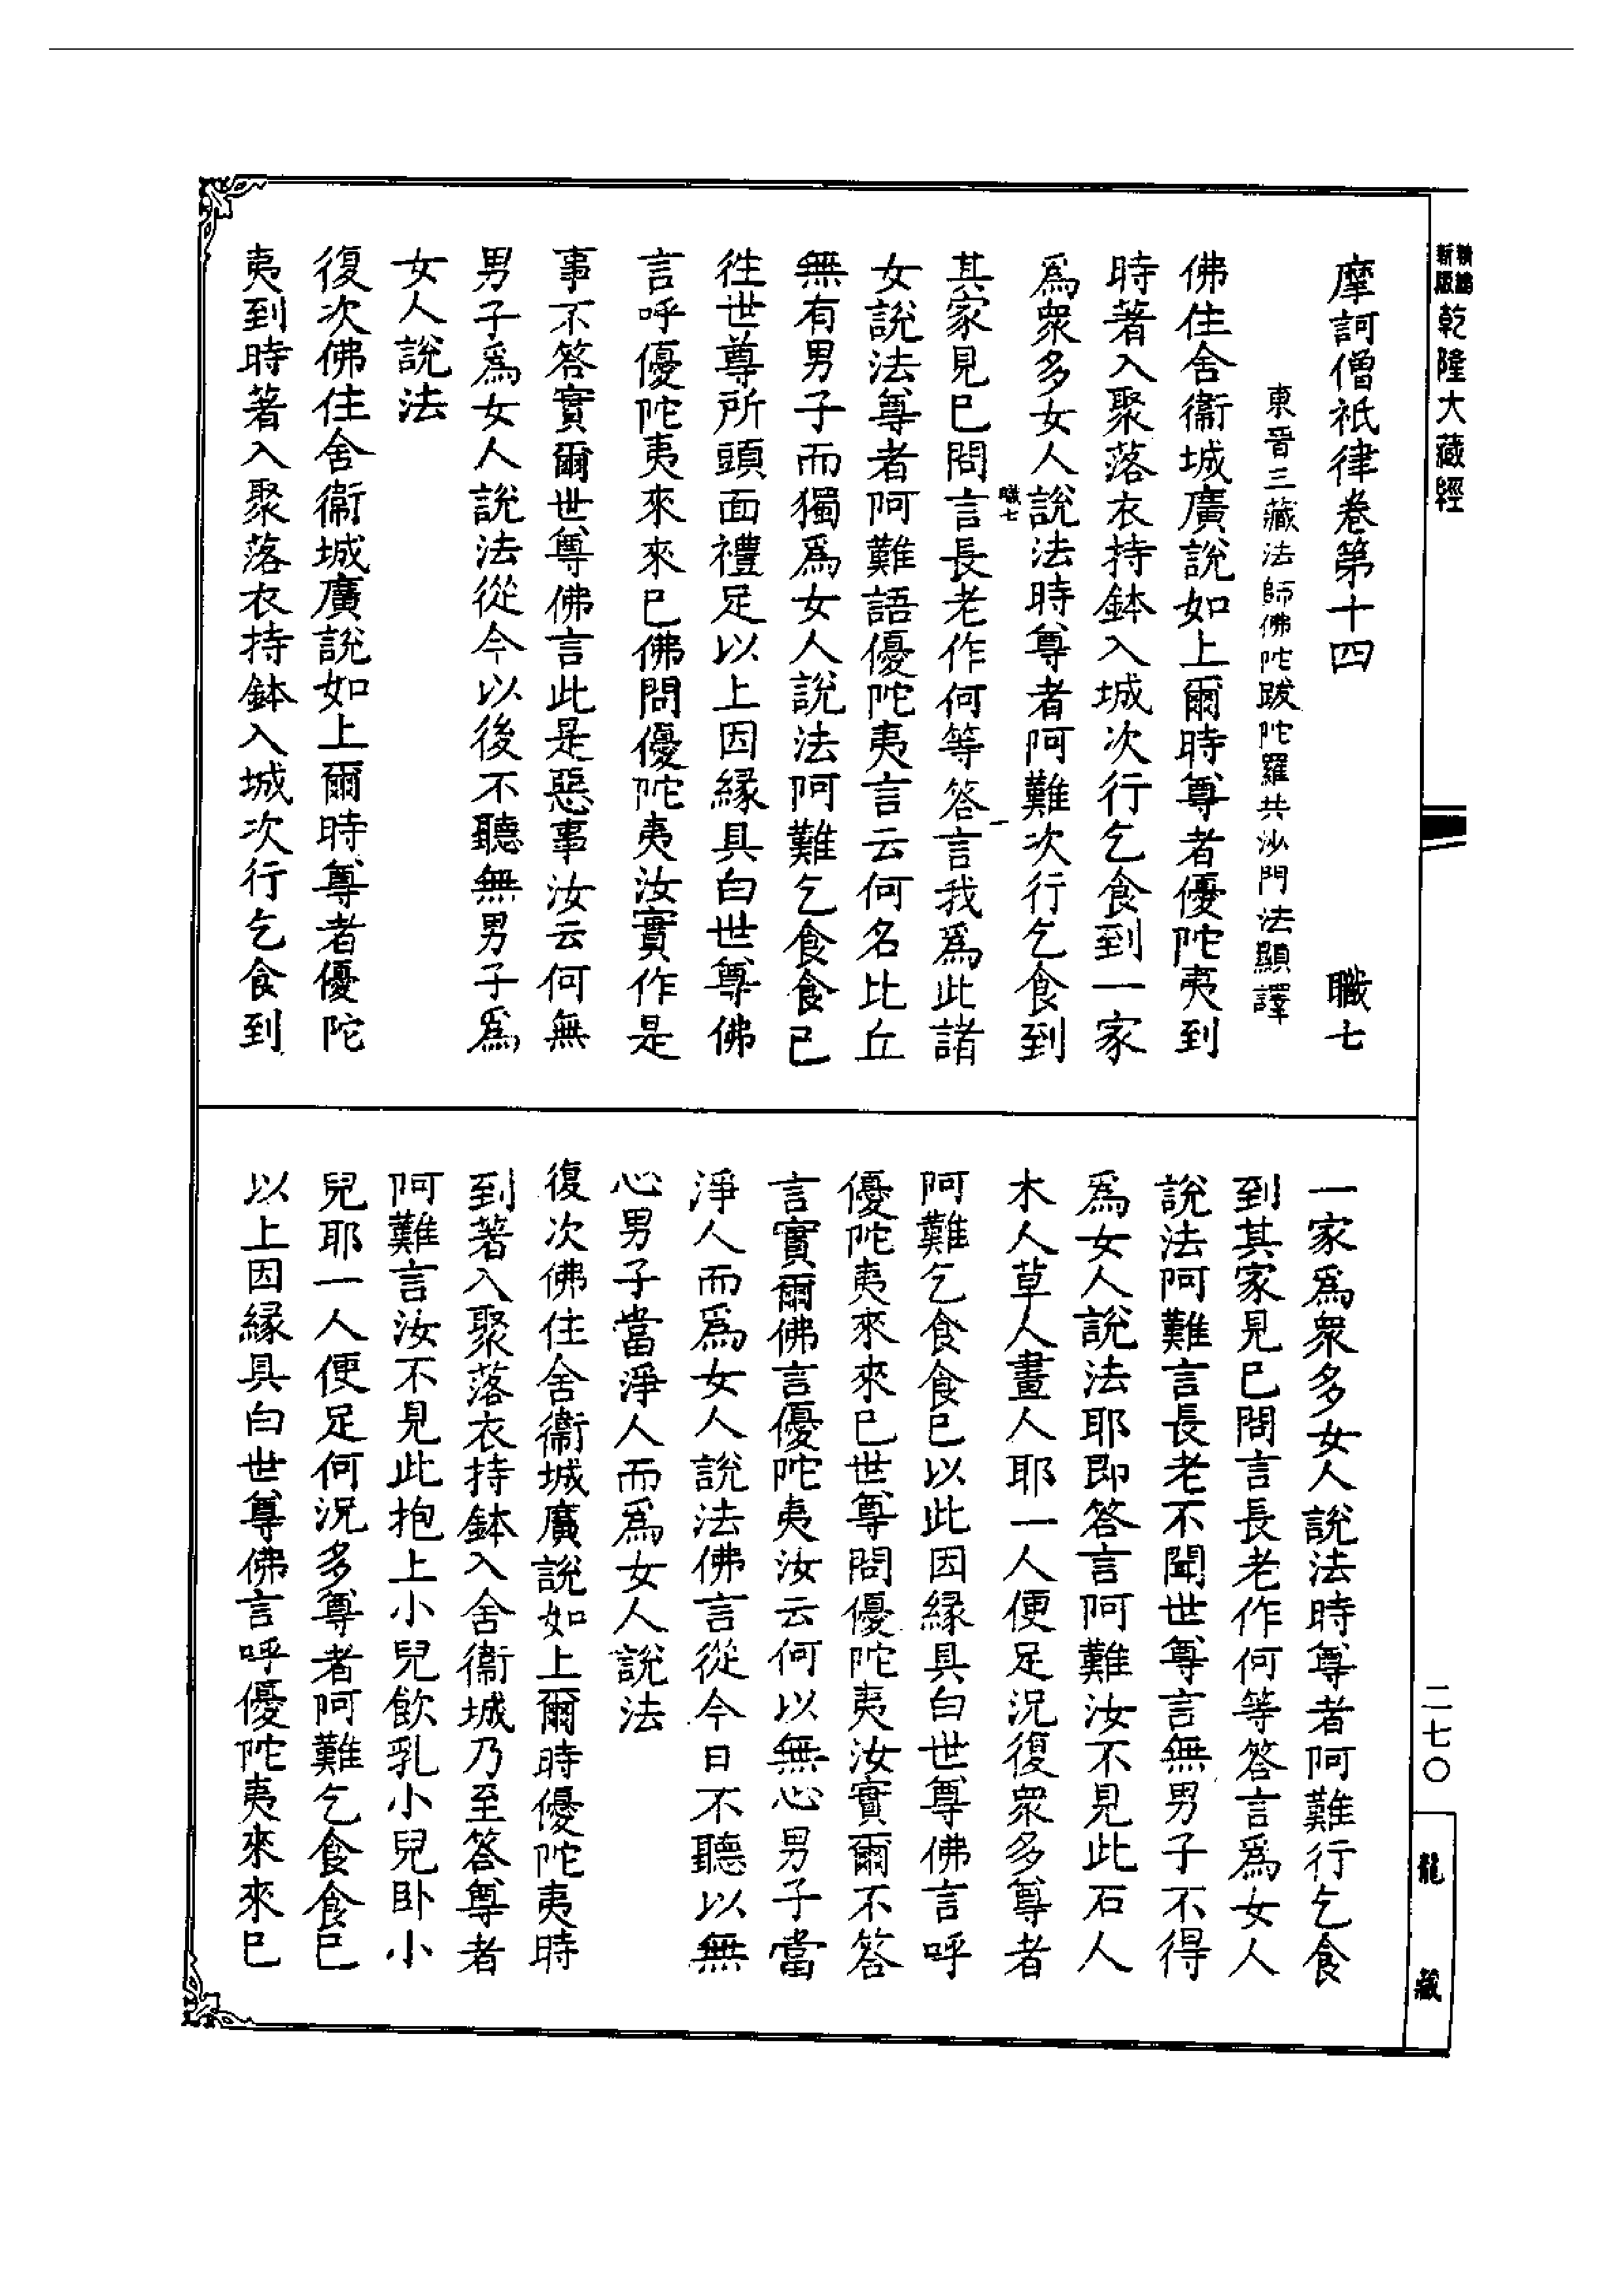 新編
新版
乾隆大藏經
摩訶僧祇律卷第十四 職七
東晉三藏法師佛陀跋陀羅共沙門法顯譯
佛住舍衞城廣說如上爾時尊者優陀夷到
時著入聚落衣持鉢入城次行乞食到一家
爲衆多女人說法時尊者阿難次行乞食到
職七 一
其家見已問言長老作何等答言我爲此諸
女說法尊者阿難語優陀夷言云何名比丘
無有男子而獨爲女人說法阿難乞食食已
徃世尊所頭面禮足以上因緣具白世尊佛
言呼優陀夷來來已佛問優陀夷汝實作是
事不答實爾世尊佛言此是惡事汝云何無
男子爲女人說法從今以後不聽無男子爲
女人說法
復次佛住舍衞城廣說如上爾時尊者優陀
夷到時著入聚落衣持鉢入城次行乞食到
一家爲衆多女人說法時尊者阿難行乞食
到其家見已問言長老作何等答言爲女人
說法阿難言長老不聞世尊言無男子不得
爲女人說法耶即答言阿難汝不見此石人
木人草人畫人耶一人便足況復衆多尊者
阿難乞食食已以此因緣具白世尊佛言呼
優陀夷來來已世尊問優陀夷汝實爾不答
言實爾佛言優陀夷汝云何以無心男子當
淨人而爲女人說法佛言從今日不聽以無
心男子當淨人而爲女人說法
復次佛住舍衞城廣說如上爾時優陀夷時
到著入聚落衣持鉢入舍衞城乃至答尊者
阿難言汝不見此抱上小兒飲乳小兒臥小
兒耶一人便足何況多尊者阿難乞食食已
以上因緣具白世尊佛言呼優陀夷來來已
二七〇
龍藏